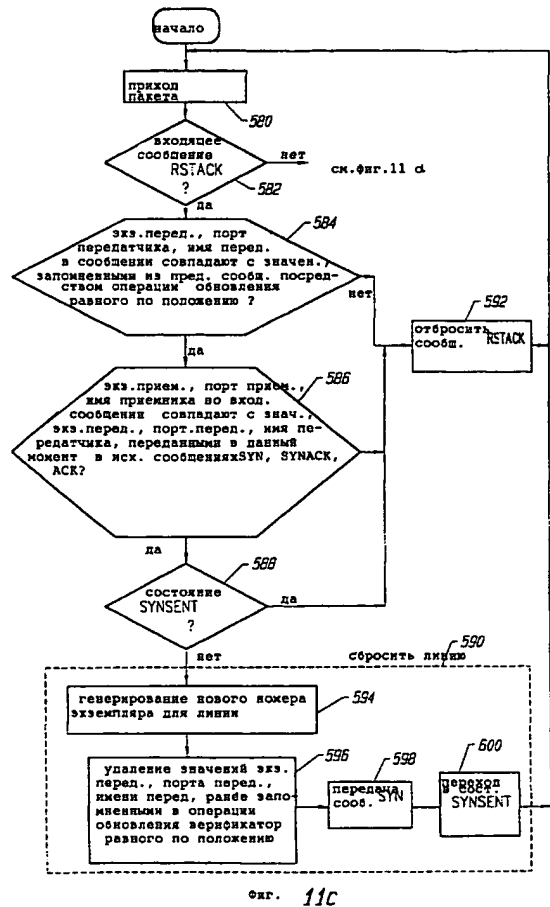 начало
приход
пакета
580
входящее
сообщение
RSTACK
?
нет
582
см.фиг.11 d
да
экз.перед., порт
передатчика, имя перед.
в сообщении совпадают с значен.,
запомненными из пред. сообщ. посред-
ством операции обновления
равного по положению ?
584
нет
592
отбросить
сообщ. RSTACK
да
экз.прием., порт прием.,
имя приемника во вход.
сообщении совпадают с знач.,
экз.перед., порт.перед., имя пе-
редатчика, переданными в данный
момент в исх. сообщенияхSYN, SYNACK,
ACK?
586
да
588
состояние
SYNSENT
?
да
нет
590
сбросить линию
генерирование нового номера
экземпляра для линии
594
удаление значений экз.
перед., порта перед.,
имени перед, ранее запо-
мненными в операции
обновления верификатор
равного по положению
596
598
передача
сооб. SYN
600
переход
в сост.
SYNSENT
Фиг. 11c